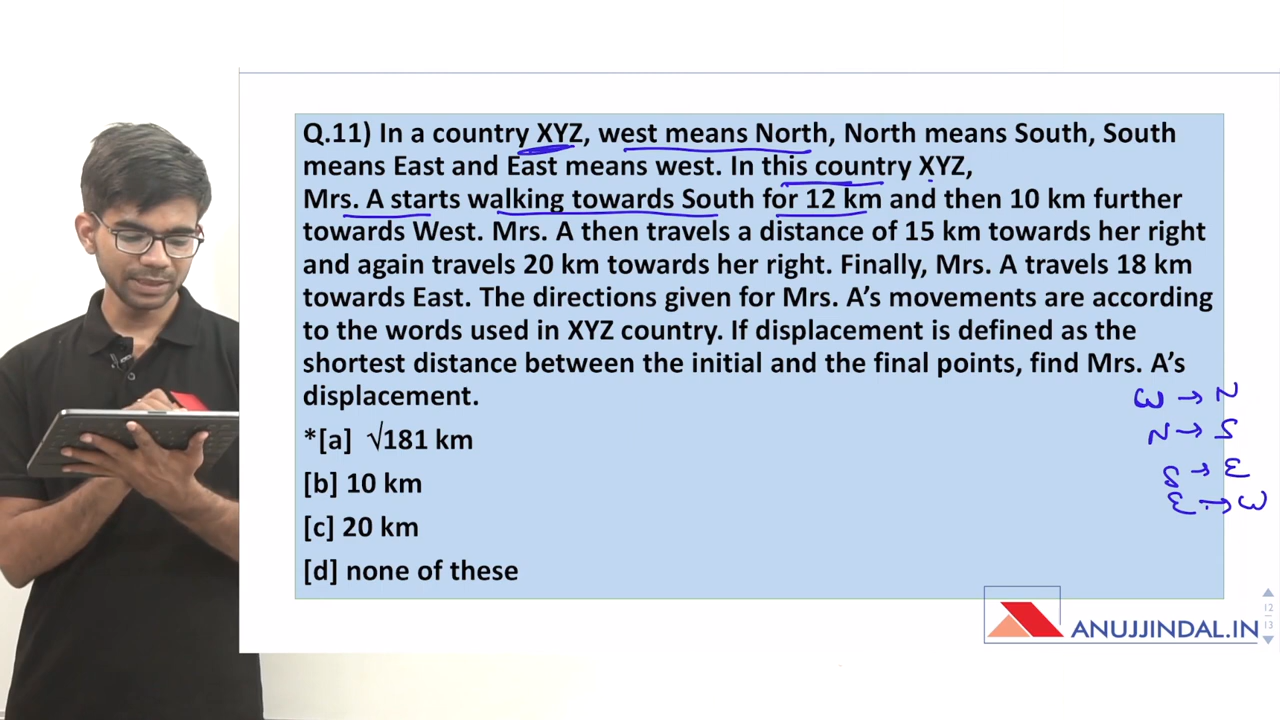 Q.11) In a country XYZ, west means North, North means South, South
means East and East means west. In this country XYZ,
Mrs. A starts walking towards South for 12 km and then 10 km further
towards West. Mrs. A then travels a distance of 15 km towards her right
and again travels 20 km towards her right. Finally, Mrs. A travels 18 km
towards East. The directions given for Mrs. A’s movements are according
to the words used in XYZ country. If displacement is defined as the
shortest distance between the initial and the final points, find Mrs. A’s
displacement.
*[a] √181 km
[b] 10 km
[c] 20 km
[d] none of these
W → N
N → S
S → E
E → W
ANUJJINDAL.IN
12
13